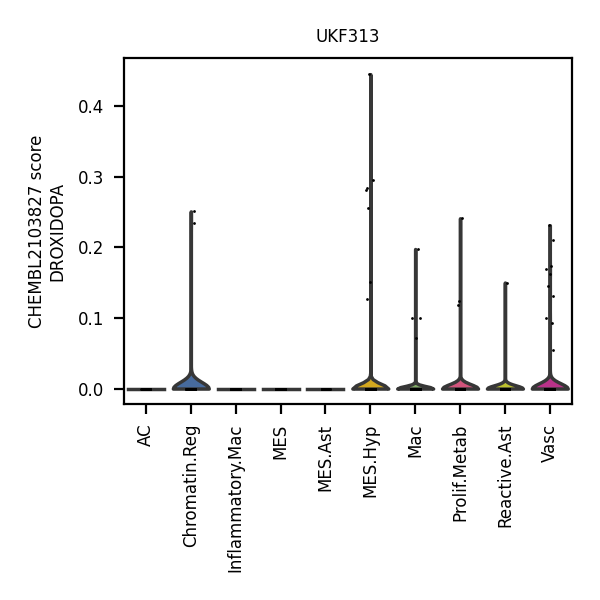 UKF313
CHEMBL2103827 score
DROXIDOPA
0.4
0.3
0.2
0.1
0.0
AC
Chromatin.Reg
Inflammatory.Mac
MES
MES.Ast
MES.Hyp
Mac
Prolif.Metab
Reactive.Ast
Vasc